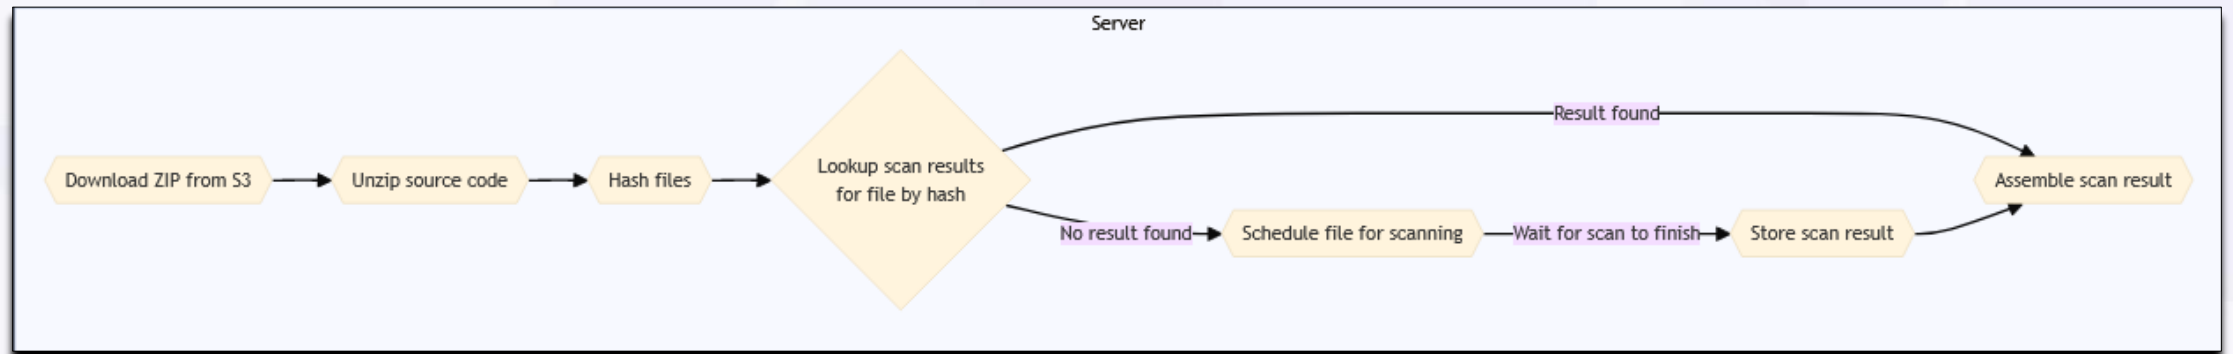 Server
Download ZIP from S3
Unzip source code
Hash files
Lookup scan results
for file by hash
Result found
No result found
Schedule file for scanning
Wait for scan to finish
Store scan result
Assemble scan result